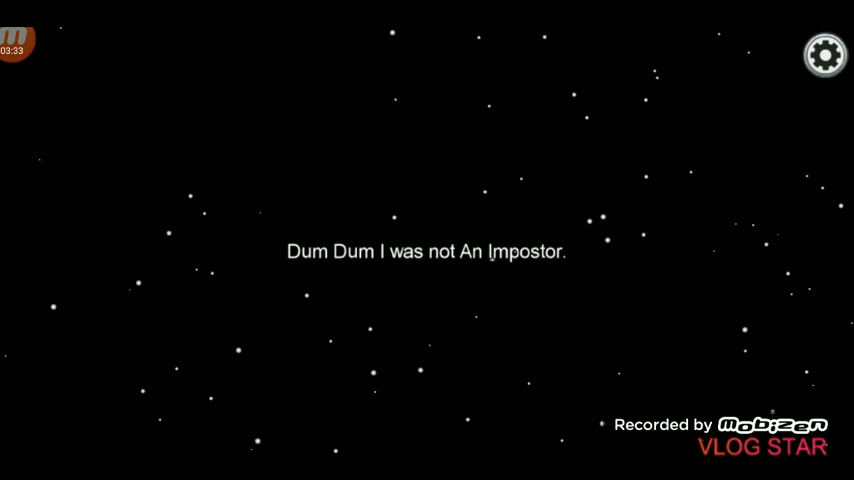 03:33
Dum Dum I was not An Impostor.
Recorded by mobizen
VLOG STAR